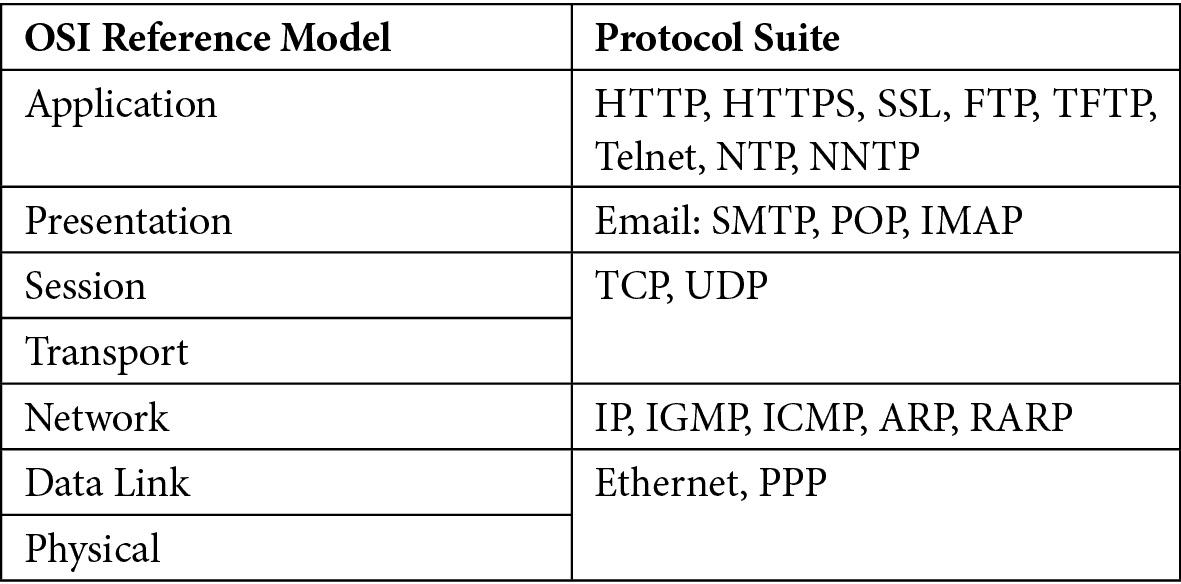 OSI Reference Model
Protocol Suite
Application
HTTP, HTTPS, SSL, FTP, TFTP,
Telnet, NTP, NNTP
Presentation
Email: SMTP, POP, IMAP
Session
TCP, UDP
Transport
Network
IP, IGMP, ICMP, ARP, RARP
Data Link
Ethernet, PPP
Physical